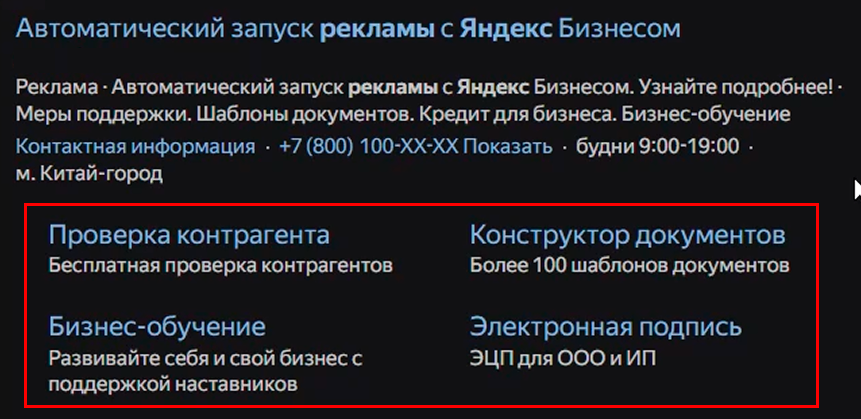 Автоматический запуск рекламы с Яндекс Бизнесом
Реклама · Автоматический запуск рекламы с Яндекс Бизнесом. Узнайте подробнее! ·
Меры поддержки. Шаблоны документов. Кредит для бизнеса. Бизнес-обучение
Контактная информация · +7 (800) 100-XX-XX Показать · будни 9:00-19:00 ·
м. Китай-город
Проверка контрагента
Бесплатная проверка контрагентов
Конструктор документов
Более 100 шаблонов документов
Бизнес-обучение
Развивайте себя и свой бизнес с
поддержкой наставников
Электронная подпись
ЭЦП для ООО и ИП